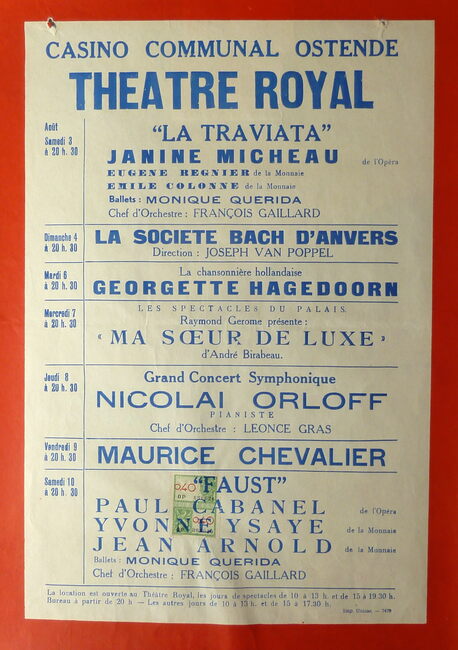 CASINO COMMUNAL OSTENDE
THEATRE ROYAL
Août
Samedi 3
à 20 h. 30
"LA TRAVIATA"
JANINE MICHEAU de l'Opéra
EUGENE REGNIER de la Monnaie
EMILE COLONNE de la Monnaie
Ballets: MONIQUE QUERIDA
Chef d'Orchestre : FRANÇOIS GAILLARD
Dimanche 4
à 20 h. 30
LA SOCIETE BACH D'ANVERS
Direction : JOSEPH VAN POPPEL
Mardi 6
à 20 h. 30
La chansonnière hollandaise
GEORGETTE HAGEDOORN
Mercredi 7
à 20 h. 30
LES SPECTACLES DU PALAIS.
Raymond Gerome présente :
« MA SŒUR DE LUXE »
d'André Birabeau.
Jeudi 8
à 20 h. 30
Grand Concert Symphonique
NICOLAI ORLOFF
PIANISTE
Chef d'Orchestre : LEONCE GRAS
Vendredi 9
à 20 h. 30
MAURICE CHEVALIER
Samedi 10
à 20 h. 30
"FAUST"
PAUL CABANEL de l'Opéra
YVONNE YSAYE de la Monnaie
JEAN ARNOLD de la Monnaie
Ballets: MONIQUE QUERIDA
Chef d'Orchestre : FRANÇOIS GAILLARD
0.40
La location est ouverte au Théâtre Royal, les jours de spectacles de 10 à 13 h. et de 15 à 19.30 h.
Bureau à partir de 20 h — Les autres jours de 10 à 13 h. et de 15 à 17.30 h.